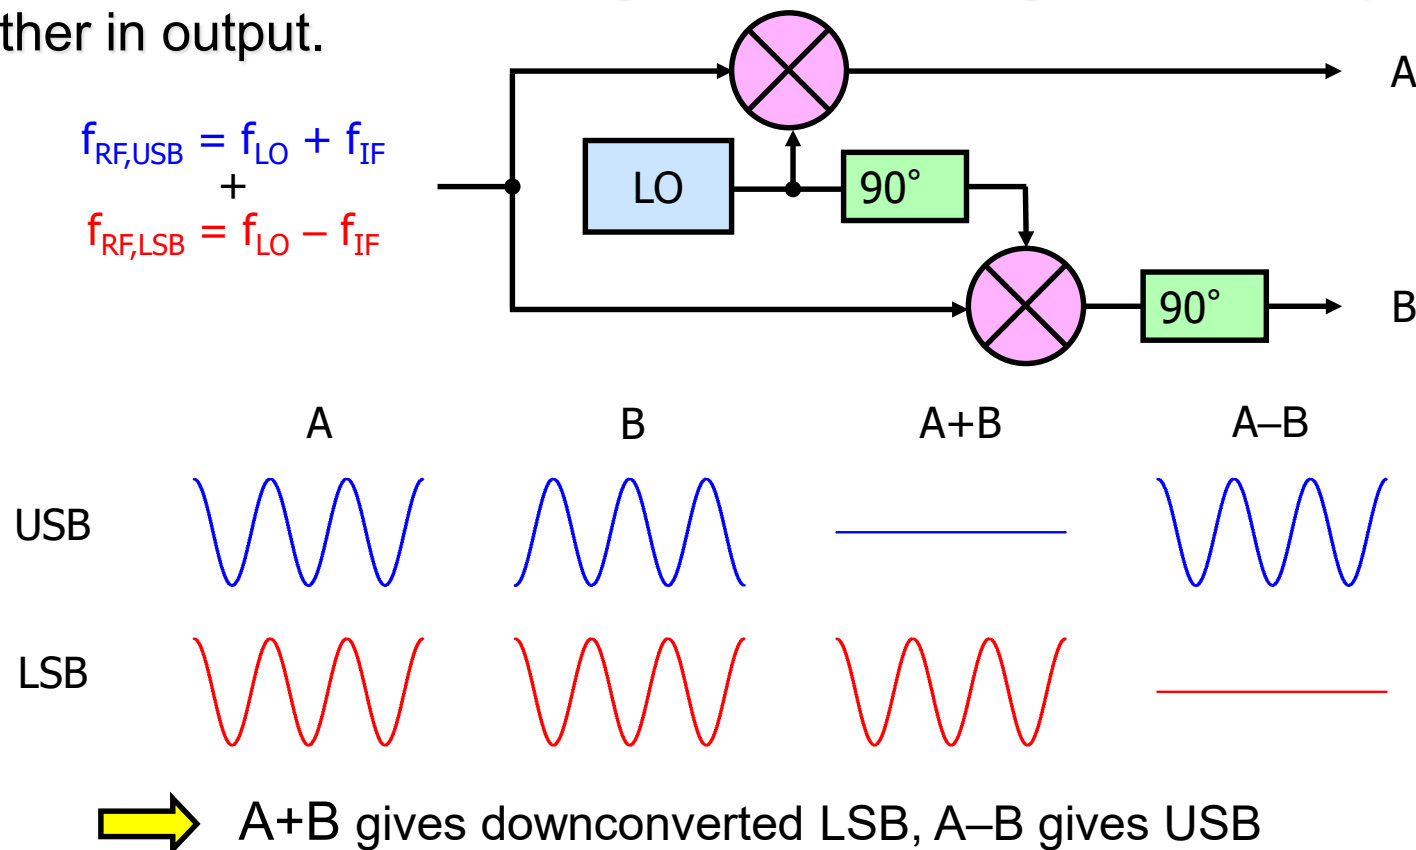 ther in output.
f_RF,USB = f_LO + f_IF
+
f_RF,LSB = f_LO – f_IF
LO
90°
90°
A
B
A B A+B A–B
USB
LSB
A+B gives downconverted LSB, A–B gives USB